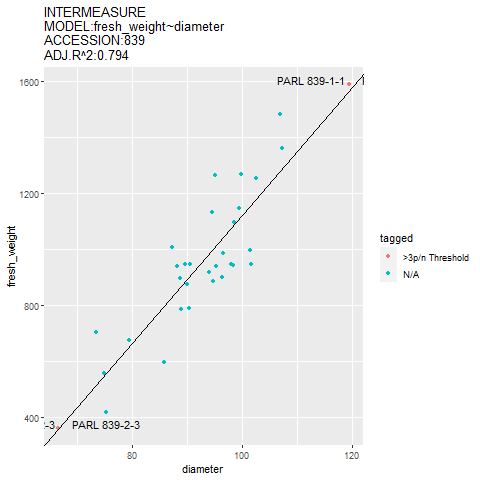 INTERMEASURE
MODEL:fresh_weight~diameter
ACCESSION:839
ADJ.R^2:0.794
1600
PARL 839-1-1
1200
fresh_weight
tagged
>3p/n Threshold
N/A
800
400
2-3
PARL 839-2-3
80
100
120
diameter